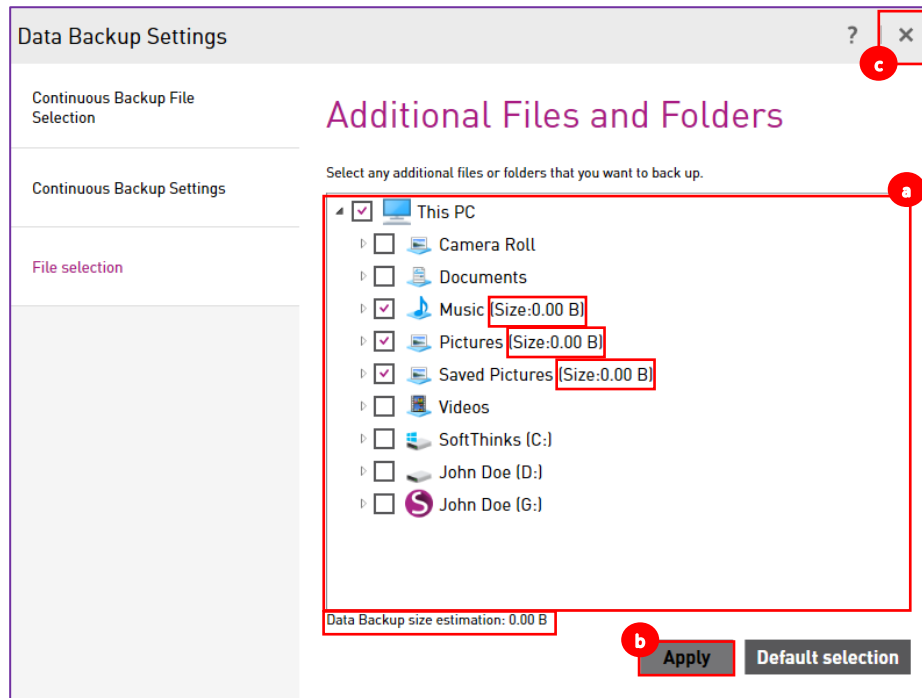 Data Backup Settings ? ×
c
Continuous Backup File
Selection
Continuous Backup Settings
File selection
Additional Files and Folders
Select any additional files or folders that you want to back up.
a
This PC
Camera Roll
Documents
Music (Size:0.00 B)
Pictures (Size:0.00 B)
Saved Pictures (Size:0.00 B)
Videos
SoftThinks (C:)
John Doe (D:)
S John Doe (G:)
Data Backup size estimation: 0.00 B
b
Apply Default selection